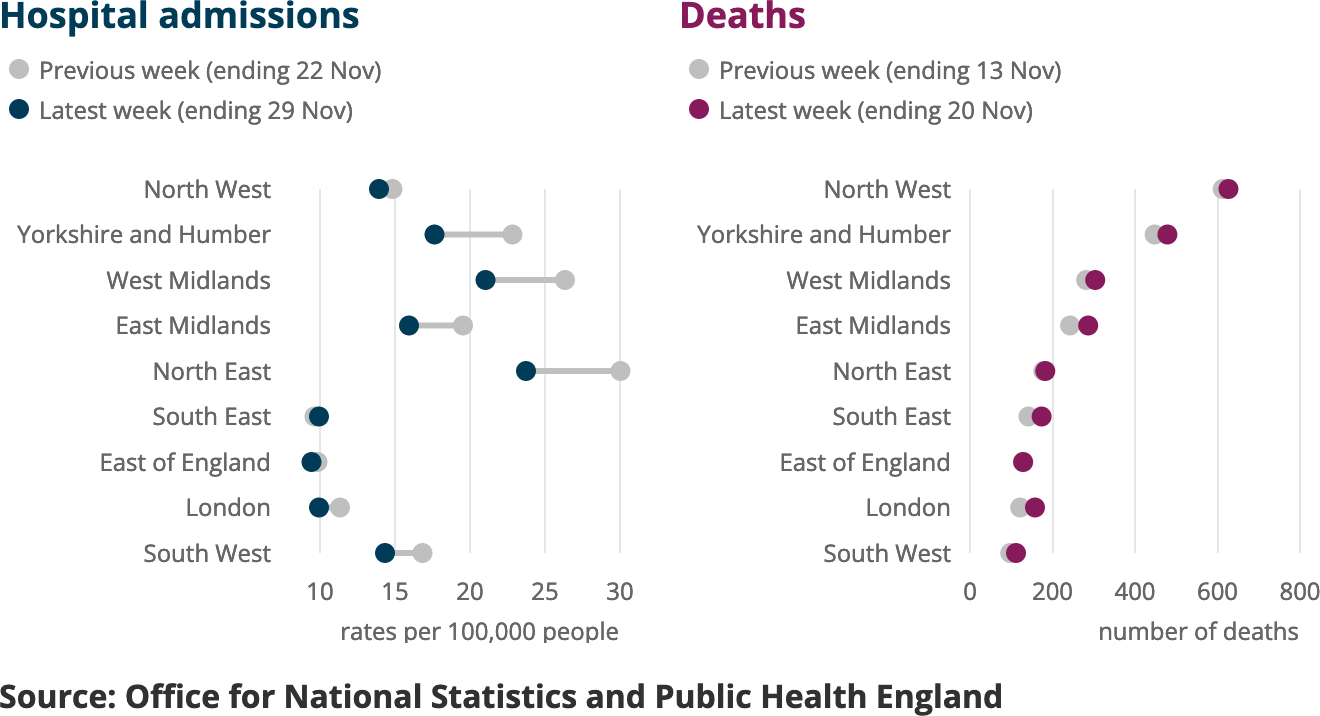 Hospital admissions
Previous week (ending 22 Nov)
Latest week (ending 29 Nov)
North West
Yorkshire and Humber
West Midlands
East Midlands
North East
South East
East of England
London
South West
10 15 20 25 30
rates per 100,000 people
Deaths
Previous week (ending 13 Nov)
Latest week (ending 20 Nov)
North West
Yorkshire and Humber
West Midlands
East Midlands
North East
South East
East of England
London
South West
0 200 400 600 800
number of deaths
Source: Office for National Statistics and Public Health England